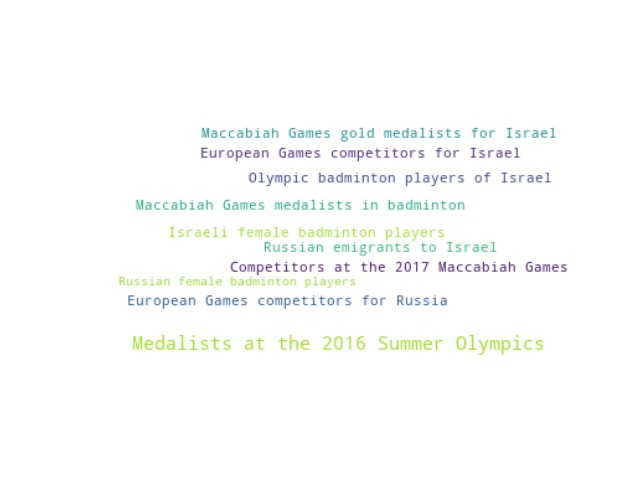 Maccabiah Games gold medalists for Israel
European Games competitors for Israel
Olympic badminton players of Israel
Maccabiah Games medalists in badminton
Israeli female badminton players
Russian emigrants to Israel
Competitors at the 2017 Maccabiah Games
Russian female badminton players
European Games competitors for Russia
Medalists at the 2016 Summer Olympics